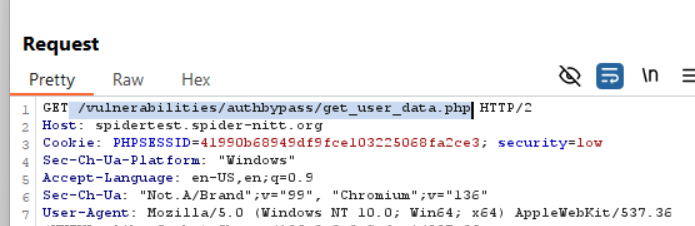 Request
Pretty Raw Hex
\n
1 GET /vulnerabilities/authbypass/get_user_data.php HTTP/2
2 Host: spidertest.spider-nitt.org
3 Cookie: PHPSESSID=41990b68949df9fce103225068fa2ce3; security=low
4 Sec-Ch-Ua-Platform: "Windows"
5 Accept-Language: en-US,en;q=0.9
6 Sec-Ch-Ua: "Not.A/Brand";v="99", "Chromium";v="136"
7 User-Agent: Mozilla/5.0 (Windows NT 10.0; Win64; x64) AppleWebKit/537.36